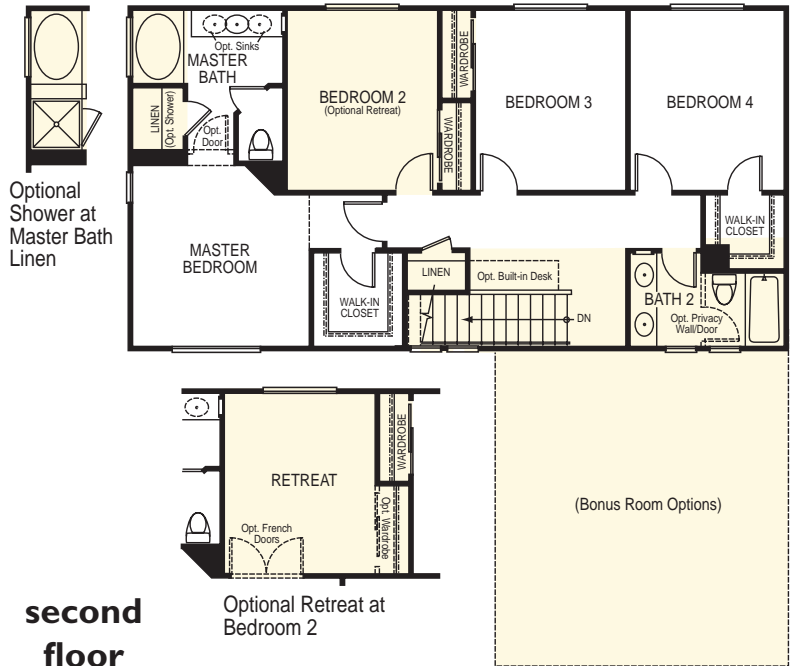 Opt. Sinks
MASTER
BATH
LINEN
(Opt. Shower)
Opt.
Door
BEDROOM 2
(Optional Retreat)
WARDROBE
WARDROBE
BEDROOM 3
BEDROOM 4
Optional
Shower at
Master Bath
Linen
MASTER
BEDROOM
WALK-IN
CLOSET
LINEN
Opt. Built-in Desk
DN
WALK-IN
CLOSET
BATH 2
Opt. Privacy
Wall/Door
RETREAT
WARDROBE
Opt. Wardrobe
Opt. French
Doors
(Bonus Room Options)
Optional Retreat at
Bedroom 2
second
floor